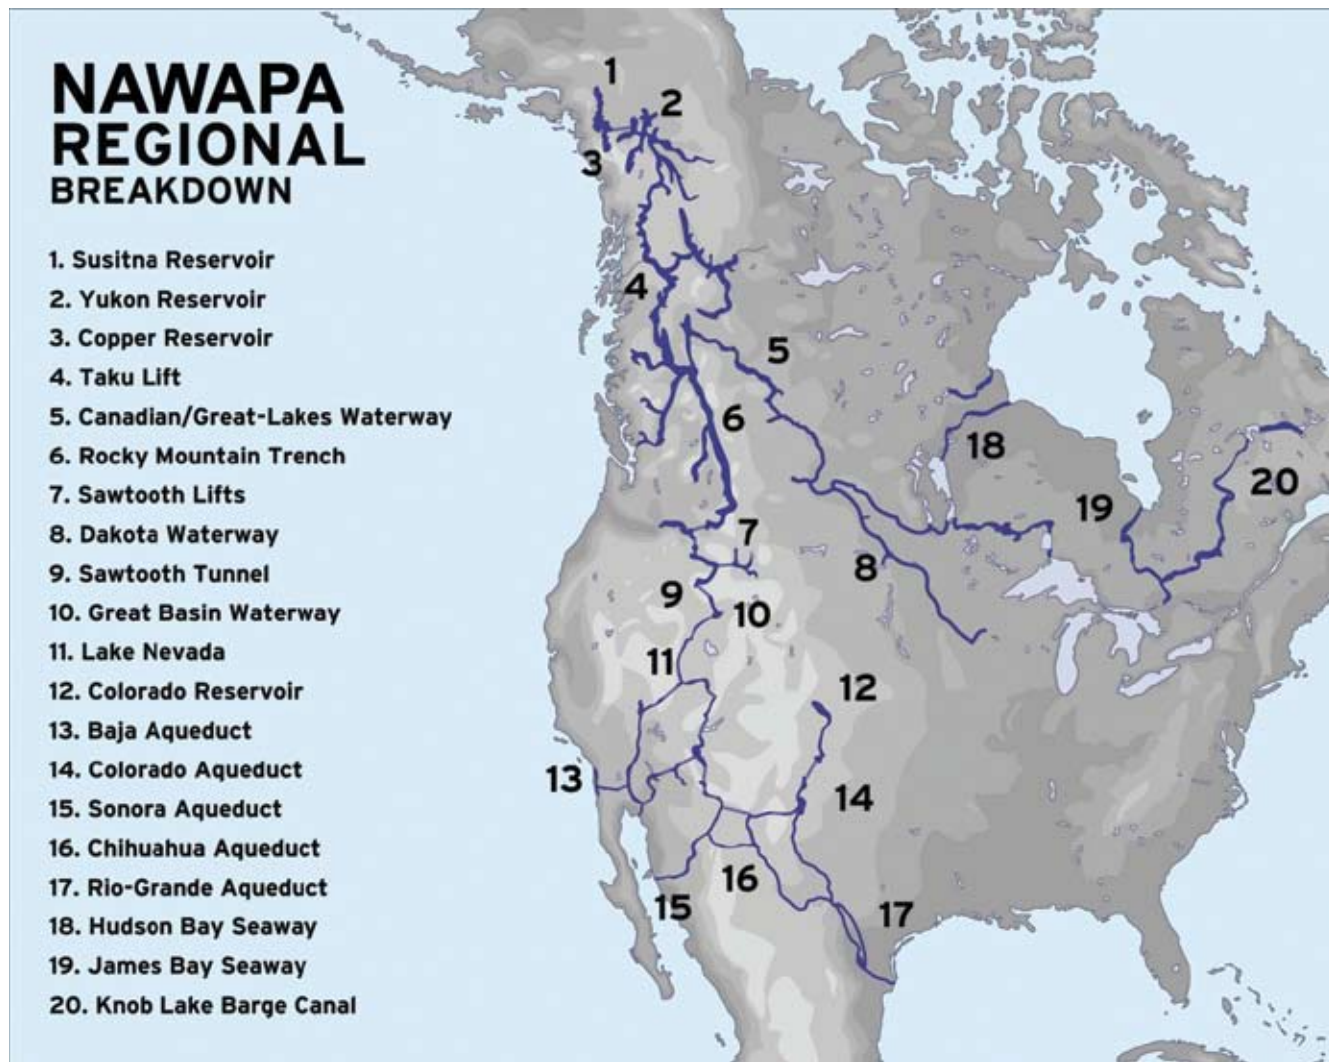 NAWAPA
REGIONAL
BREAKDOWN
1. Susitna Reservoir
2. Yukon Reservoir
3. Copper Reservoir
4. Taku Lift
5. Canadian/Great-Lakes Waterway
6. Rocky Mountain Trench
7. Sawtooth Lifts
8. Dakota Waterway
9. Sawtooth Tunnel
10. Great Basin Waterway
11. Lake Nevada
12. Colorado Reservoir
13. Baja Aqueduct
14. Colorado Aqueduct
15. Sonora Aqueduct
16. Chihuahua Aqueduct
17. Rio-Grande Aqueduct
18. Hudson Bay Seaway
19. James Bay Seaway
20. Knob Lake Barge Canal
1
2
3
4
5
6
18
20
19
7
8
9
10
11
12
13
14
16
15
17